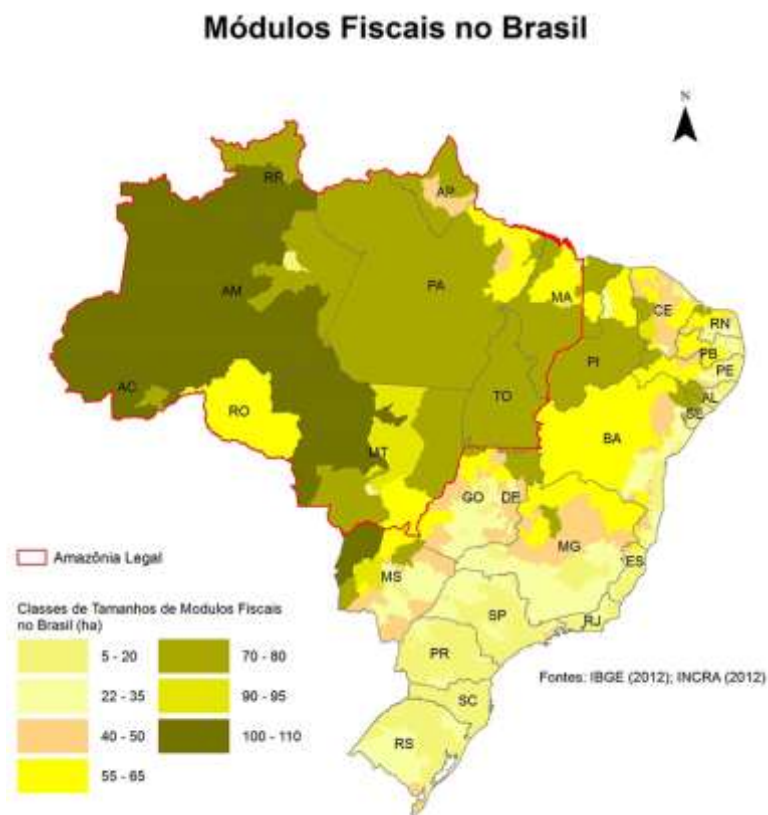 Módulos Fiscais no Brasil
N
RR
AP
AM
PA
MA
CE
RN
PB
PE
PI
AC
TO
AL
SE
RO
BA
MT
GO
DF
MG
ES
MS
SP
RJ
PR
SC
RS
Amazônia Legal
Classes de Tamanhos de Modulos Fiscais
no Brasil (ha)
5 - 20
22 - 35
40 - 50
55 - 65
70 - 80
90 - 95
100 - 110
Fontes: IBGE (2012); INCRA (2012)